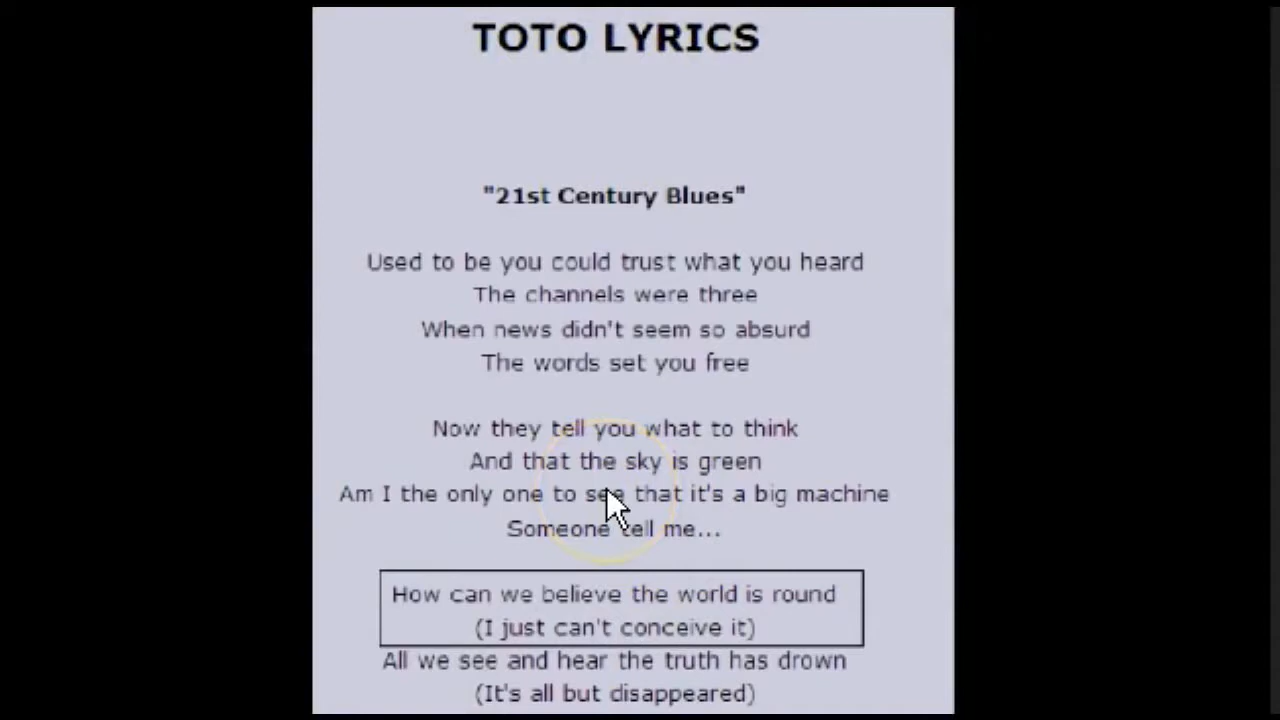 TOTO LYRICS
"21st Century Blues"
Used to be you could trust what you heard
The channels were three
When news didn't seem so absurd
The words set you free
Now they tell you what to think
And that the sky is green
Am I the only one to see that it's a big machine
Someone tell me...
How can we believe the world is round
(I just can't conceive it)
All we see and hear the truth has drown
(It's all but disappeared)